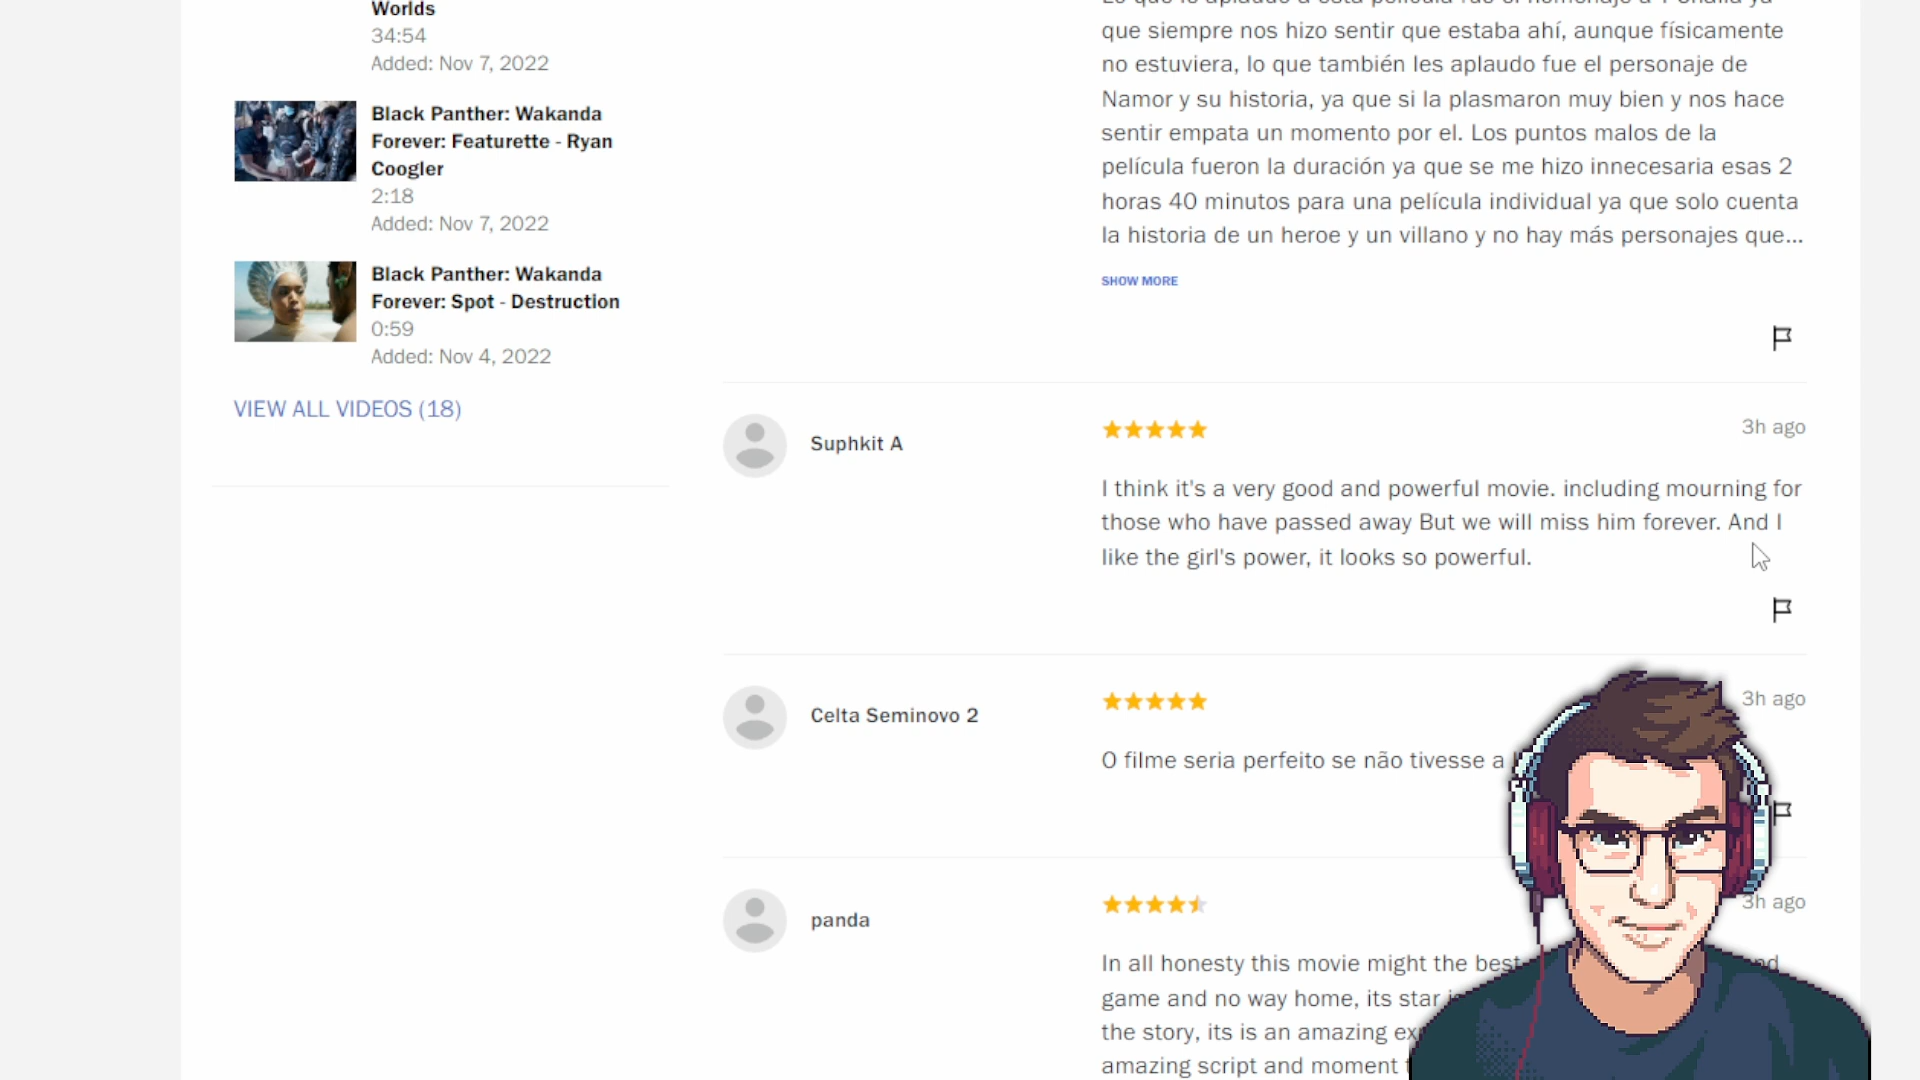 Worlds
34:54
Added: Nov 7, 2022
Black Panther: Wakanda
Forever: Featurette - Ryan
Coogler
2:18
Added: Nov 7, 2022
Black Panther: Wakanda
Forever: Spot - Destruction
0:59
Added: Nov 4, 2022
VIEW ALL VIDEOS (18)
que siempre nos hizo sentir que estaba ahí, aunque físicamente
no estuviera, lo que también les aplaudo fue el personaje de
Namor y su historia, ya que si la plasmaron muy bien y nos hace
sentir empata un momento por el. Los puntos malos de la
película fueron la duración ya que se me hizo innecesaria esas 2
horas 40 minutos para una película individual ya que solo cuenta
la historia de un heroe y un villano y no hay más personajes que...
SHOW MORE
Suphkit A
3h ago
I think it's a very good and powerful movie. including mourning for
those who have passed away But we will miss him forever. And I
like the girl's power, it looks so powerful.
Celta Seminovo 2
3h ago
O filme seria perfeito se não tivesse a
panda
3h ago
In all honesty this movie might the best
game and no way home, its star
the story, its is an amazing
amazing script and moment